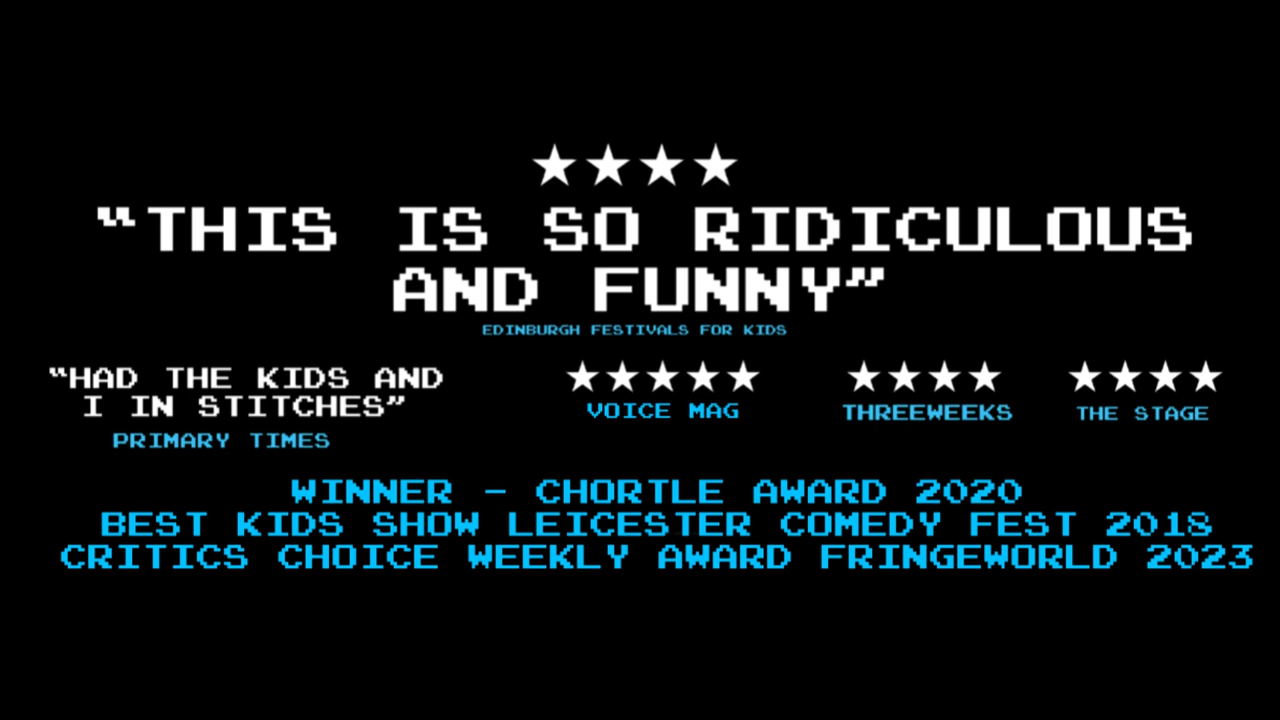 ★★★★
“THIS IS SO RIDICULOUS
AND FUNNY”
EDINBURGH FESTIVALS FOR KIDS
“HAD THE KIDS AND
I IN STITCHES”
PRIMARY TIMES
★★★★★
VOICE MAG
★★★★
THREEWEEKS
★★★★
THE STAGE
WINNER - CHORTLE AWARD 2020
BEST KIDS SHOW LEICESTER COMEDY FEST 2018
CRITICS CHOICE WEEKLY AWARD FRINGEWORLD 2023